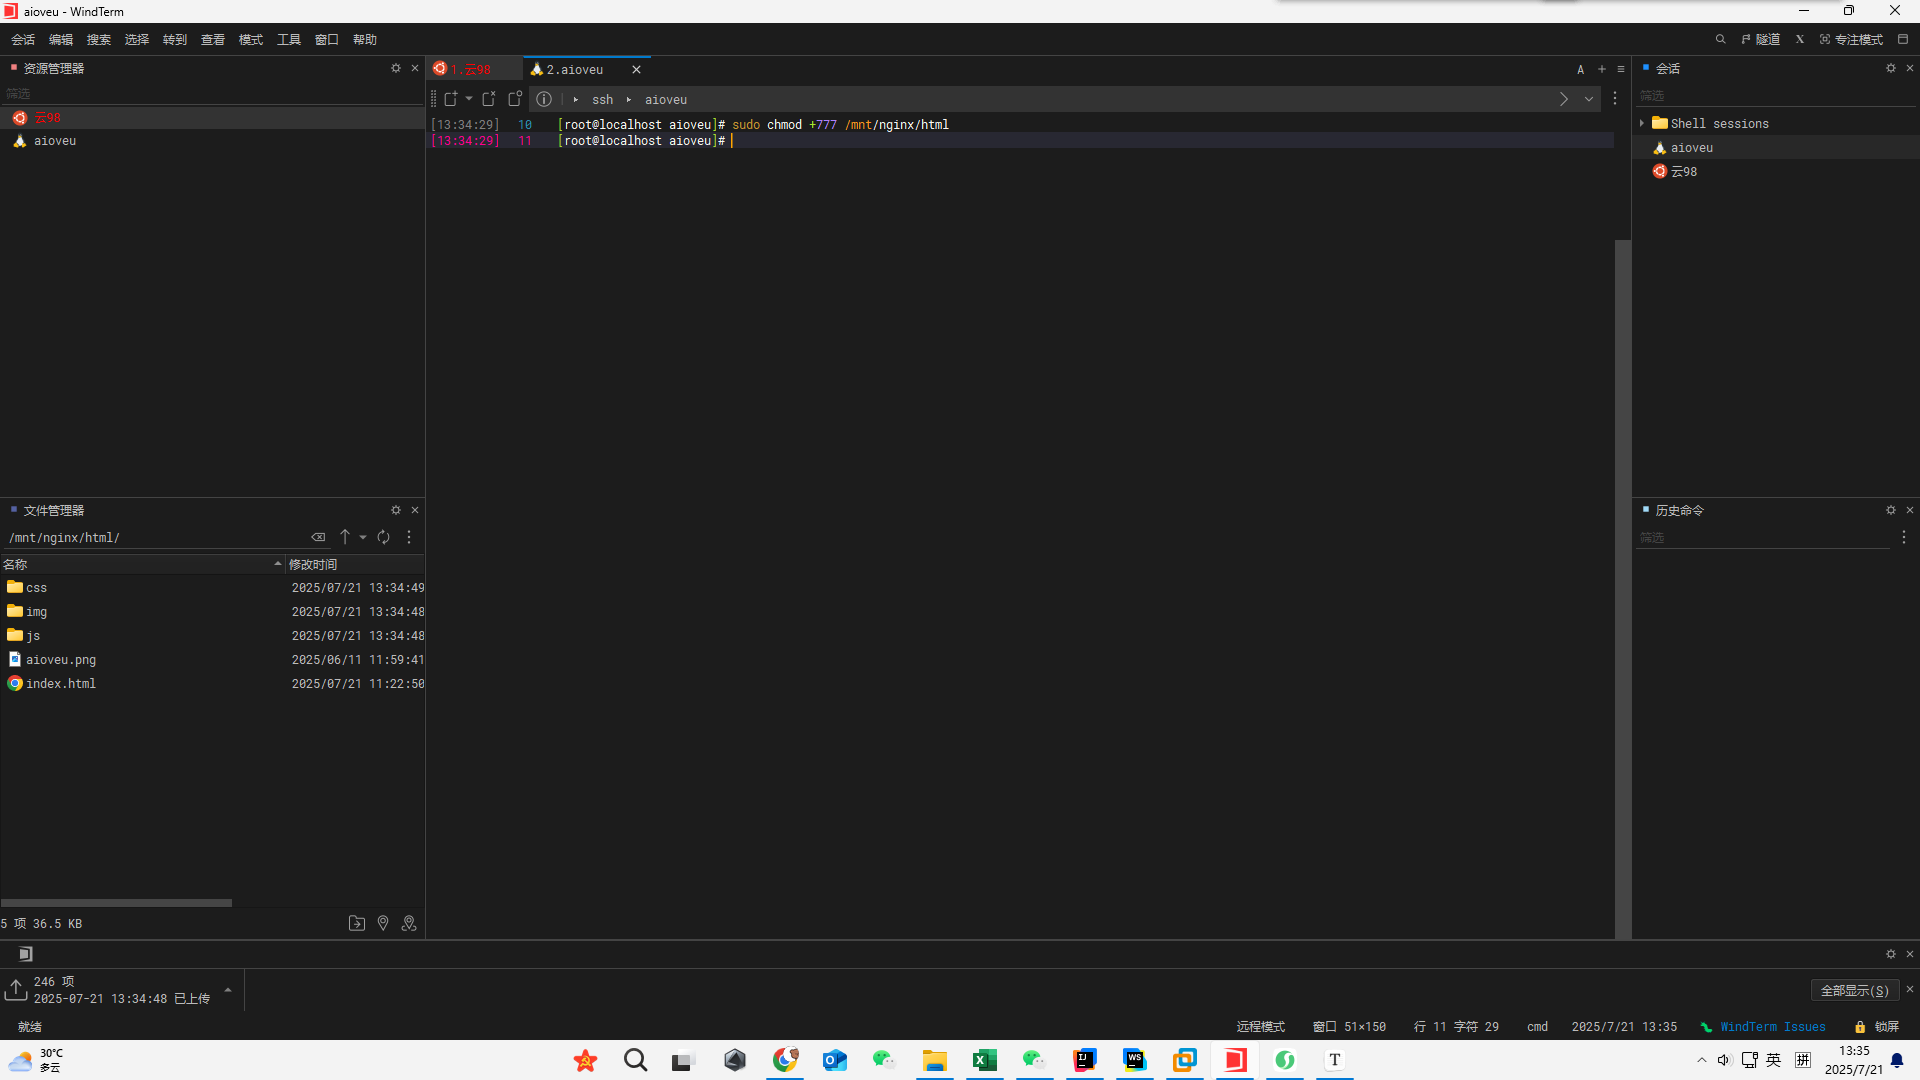 aioveu - WindTerm
会话 编辑 搜索 选择 转到 查看 模式 工具 窗口 帮助
隧道 X 专注模式
资源管理器
筛选
云98
aioveu
1.云98
2.aioveu
A
ssh aioveu
[13:34:29] 10 [root@localhost aioveu]# sudo chmod +777 /mnt/nginx/html
[13:34:29] 11 [root@localhost aioveu]#
会话
筛选
Shell sessions
aioveu
云98
文件管理器
/mnt/nginx/html/
名称 修改时间
css 2025/07/21 13:34:49
img 2025/07/21 13:34:48
js 2025/07/21 13:34:48
aioveu.png 2025/06/11 11:59:41
index.html 2025/07/21 11:22:50
5 项 36.5 KB
历史命令
筛选
246 项
2025-07-21 13:34:48 已上传
全部显示(S)
就绪
远程模式 窗口 51×150 行 11 字符 29 cmd 2025/7/21 13:35 WindTerm Issues 锁屏
30°C
多云
英 拼
13:35
2025/7/21